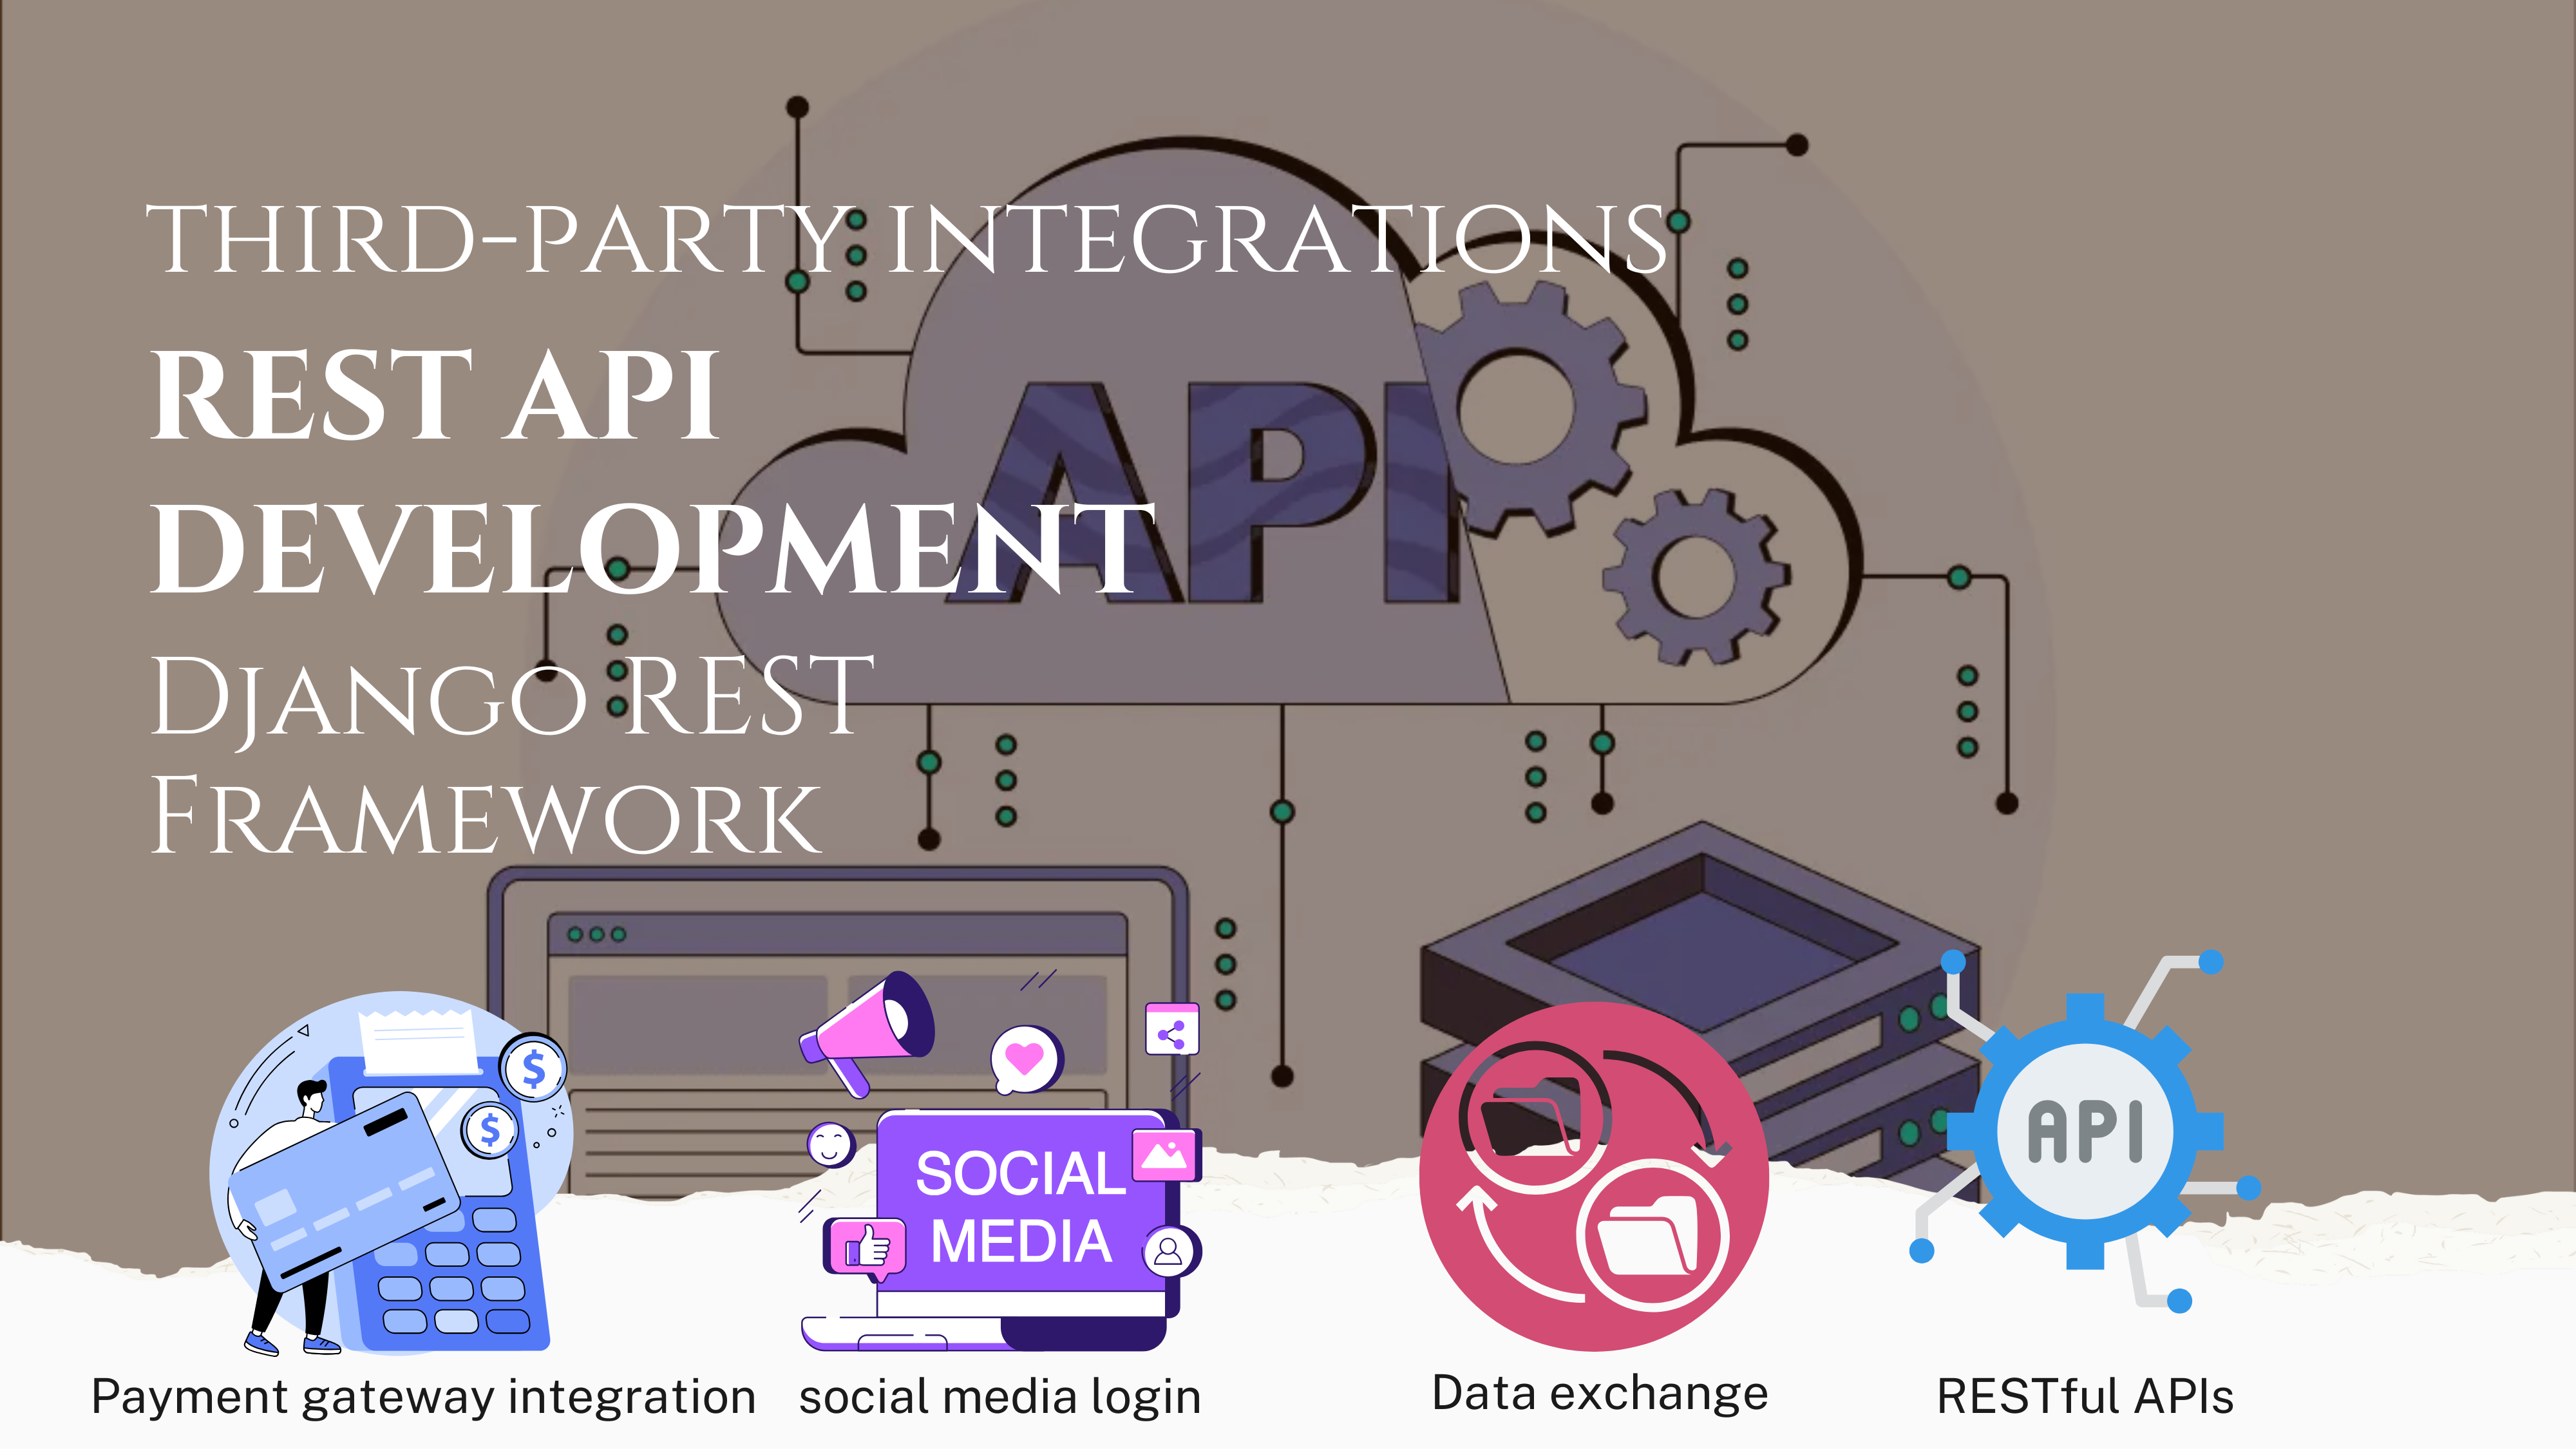 THIRD-PARTY INTEGRATIONS
REST API
DEVELOPMENT
Django REST
Framework
API
SOCIAL
MEDIA
API
Payment gateway integration
social media login
Data exchange
RESTful APIs